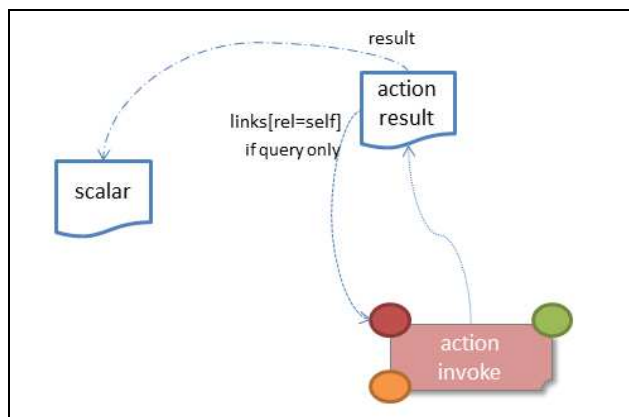 result
action
result
links[rel=self]
if query only
scalar
action
invoke